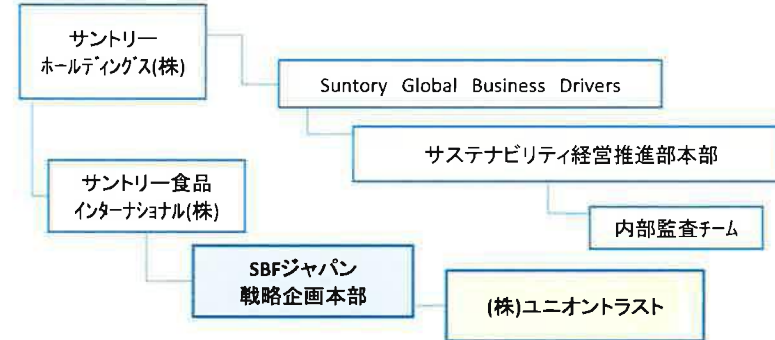 サントリー
ホールディングス(株)
Suntory Global Business Drivers
サステナビリティ経営推進部本部
サントリー食品
インターナショナル(株)
内部監査チーム
SBFジャパン
戦略企画本部
(株)ユニオントラスト